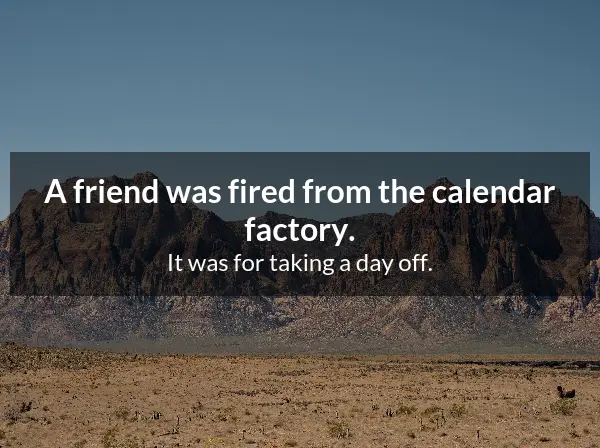 A friend was fired from the calendar
factory.
It was for taking a day off.